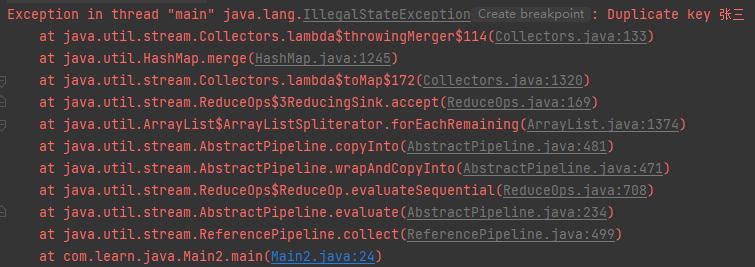 Exception in thread "main" java.lang.IllegalStateException Create breakpoint : Duplicate key 张三
at java.util.stream.Collectors.lambda$throwingMerger$114(Collectors.java:133)
at java.util.HashMap.merge(HashMap.java:1245)
at java.util.stream.Collectors.lambda$toMap$172(Collectors.java:1320)
at java.util.stream.ReduceOps$3ReducingSink.accept(ReduceOps.java:169)
at java.util.ArrayList$ArrayListSpliterator.forEachRemaining(ArrayList.java:1374)
at java.util.stream.AbstractPipeline.copyInto(AbstractPipeline.java:481)
at java.util.stream.AbstractPipeline.wrapAndCopyInto(AbstractPipeline.java:471)
at java.util.stream.ReduceOps$ReduceOp.evaluateSequential(ReduceOps.java:708)
at java.util.stream.AbstractPipeline.evaluate(AbstractPipeline.java:234)
at java.util.stream.ReferencePipeline.collect(ReferencePipeline.java:499)
at com.learn.java.Main2.main(Main2.java:24)